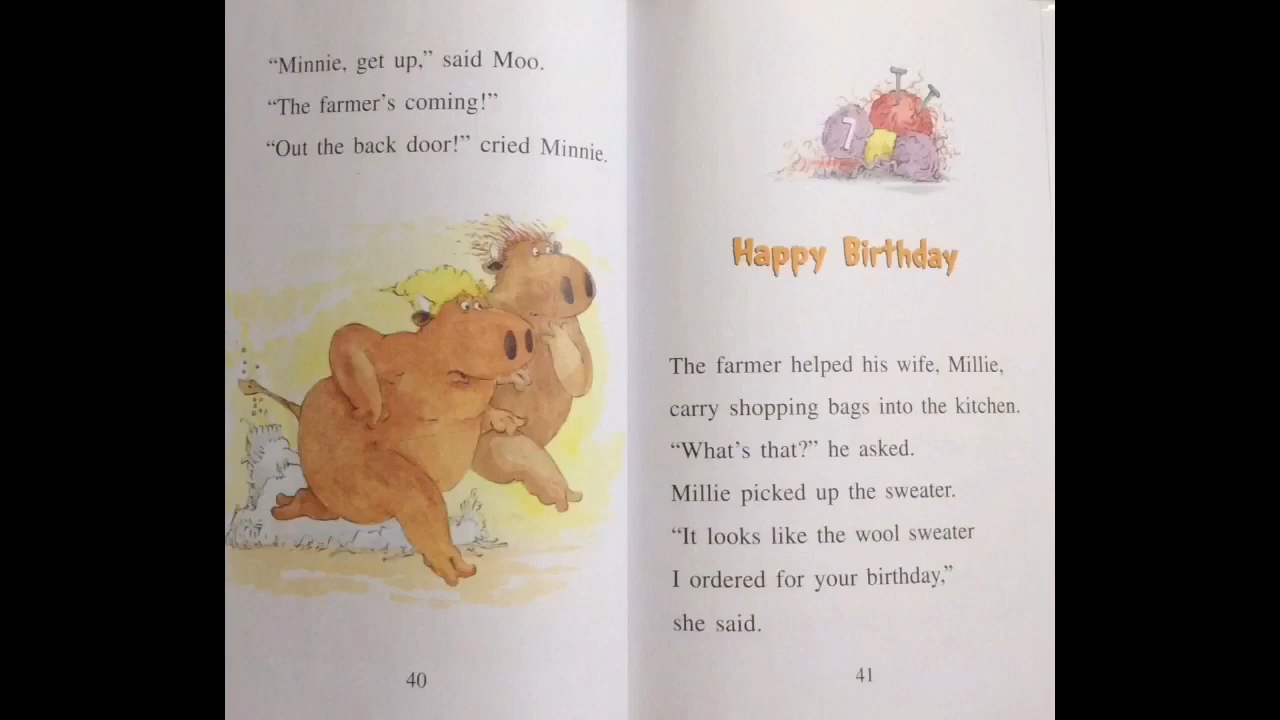 “Minnie, get up,” said Moo.
“The farmer’s coming!”
“Out the back door!” cried Minnie.
40
7
Happy Birthday
The farmer helped his wife, Millie,
carry shopping bags into the kitchen.
“What’s that?” he asked.
Millie picked up the sweater.
“It looks like the wool sweater
I ordered for your birthday,”
she said.
41